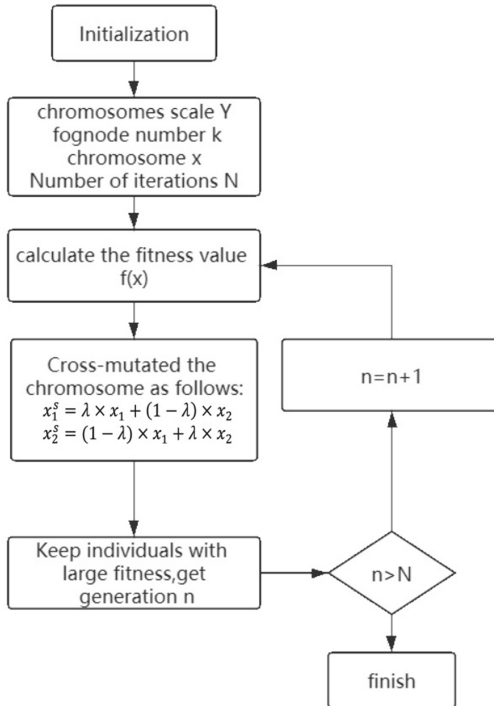 Initialization
chromosomes scale Y
fognode number k
chromosome x
Number of iterations N
calculate the fitness value
f(x)
Cross-mutated the
chromosome as follows:
x₁ˢ = λ × x₁ + (1 − λ) × x₂
x₂ˢ = (1 − λ) × x₁ + λ × x₂
n=n+1
Keep individuals with
large fitness,get
generation n
n>N
finish